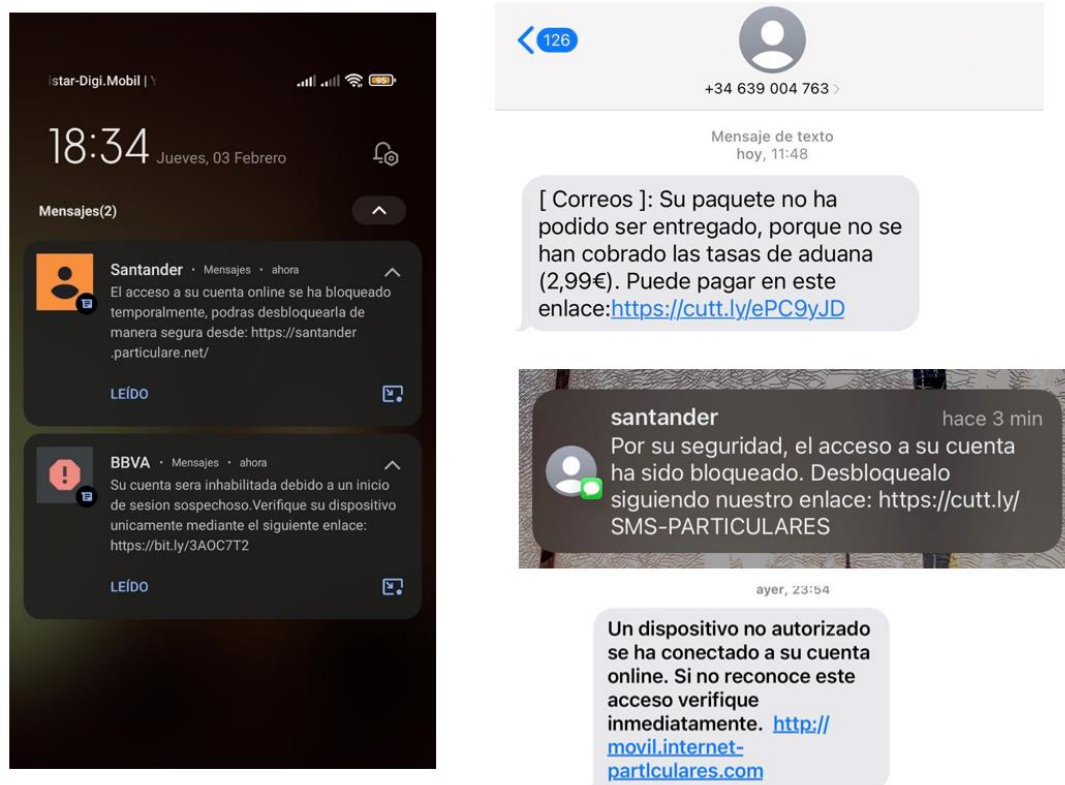 istar-Digi.Mobil |
95
18:34 Jueves, 03 Febrero
Mensajes(2)
Santander · Mensajes · ahora
El acceso a su cuenta online se ha bloqueado
temporalmente, podras desbloquearla de
manera segura desde: https://santander
.particulare.net/
LEÍDO
BBVA · Mensajes · ahora
Su cuenta sera inhabilitada debido a un inicio
de sesion sospechoso.Verifique su dispositivo
unicamente mediante el siguiente enlace:
https://bit.ly/3AOC7T2
LEÍDO
126
+34 639 004 763
Mensaje de texto
hoy, 11:48
[ Correos ]: Su paquete no ha
podido ser entregado, porque no se
han cobrado las tasas de aduana
(2,99€). Puede pagar en este
enlace:https://cutt.ly/ePC9yJD
santander hace 3 min
Por su seguridad, el acceso a su cuenta
ha sido bloqueado. Desbloquealo
siguiendo nuestro enlace: https://cutt.ly/
SMS-PARTICULARES
ayer, 23:54
Un dispositivo no autorizado
se ha conectado a su cuenta
online. Si no reconoce este
acceso verifique
inmediatamente. http://
movil.internet-
partlculares.com